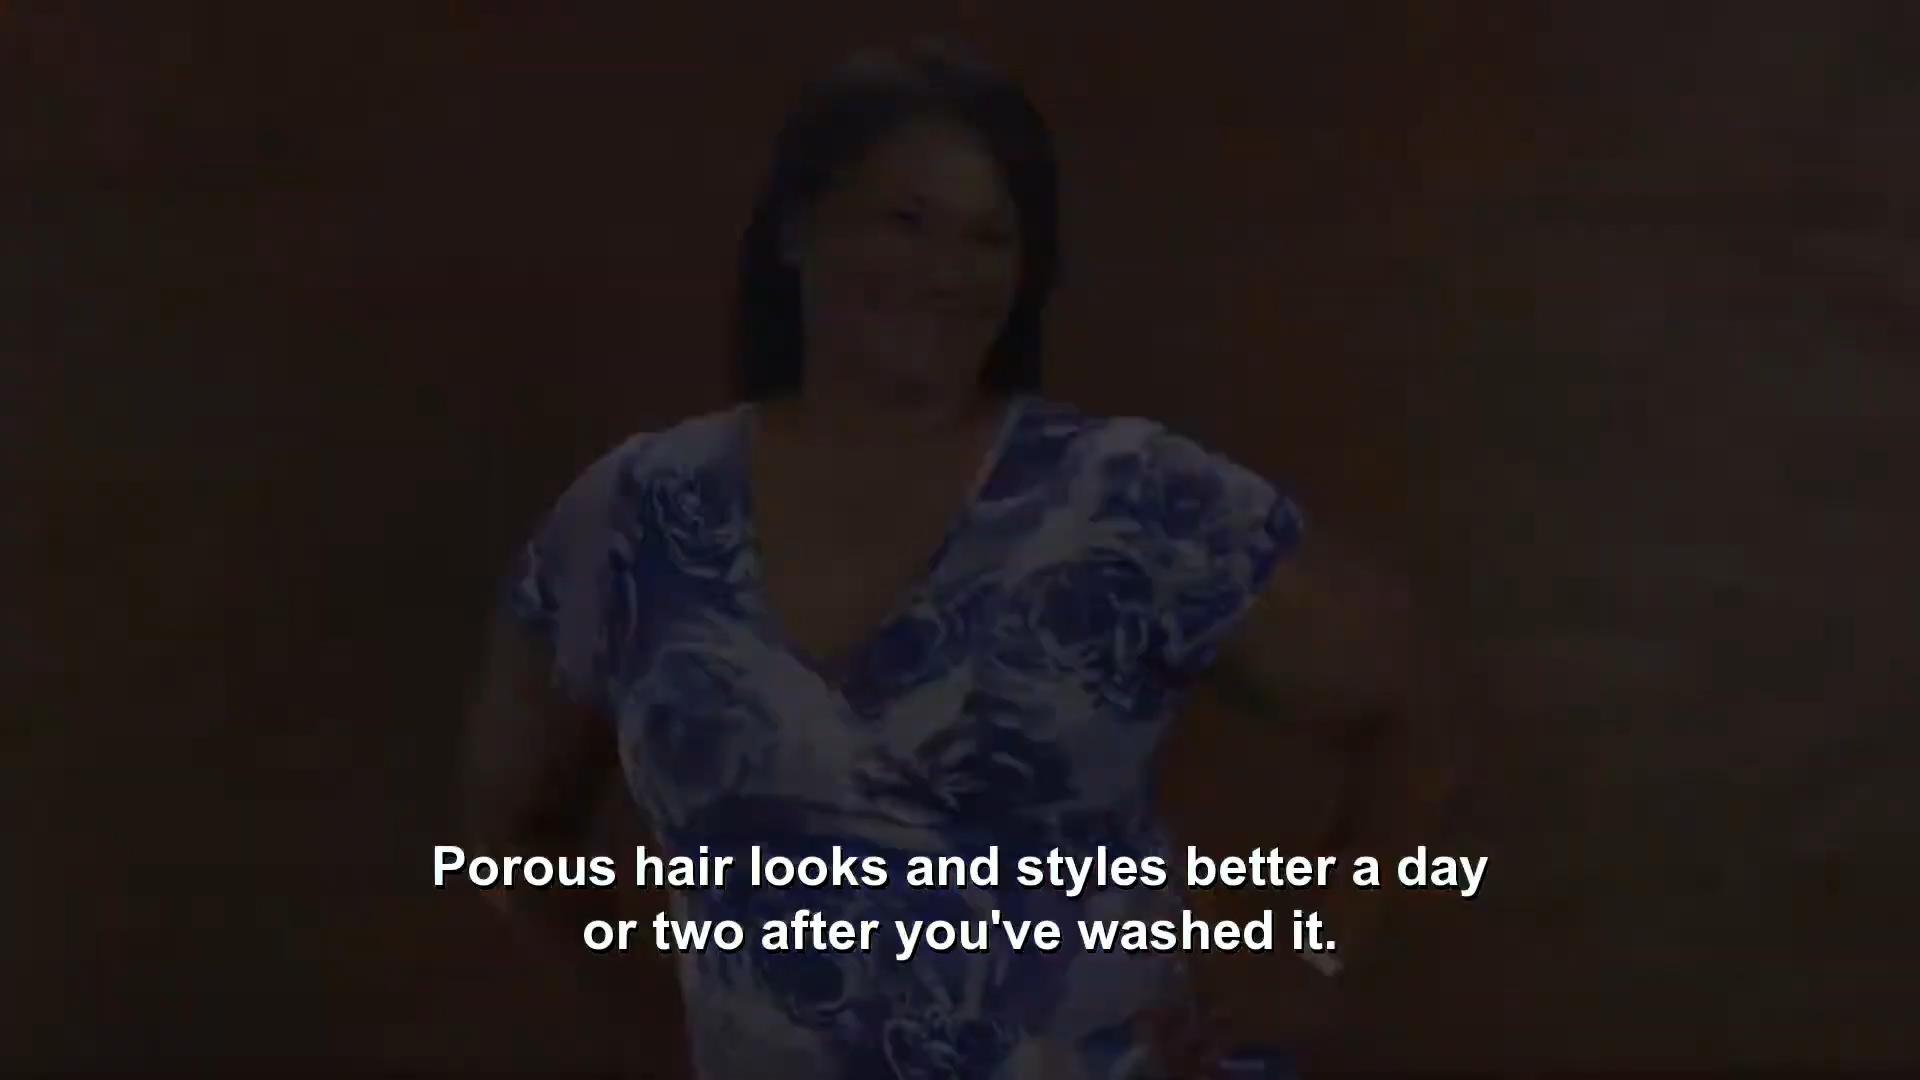 Porous hair looks and styles better a day
or two after you've washed it.